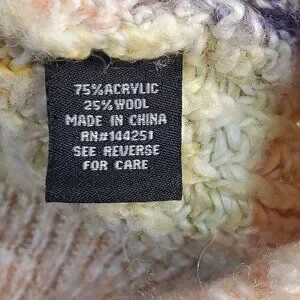 75%ACRYLIC
25%WOOL
MADE IN CHINA
RN#144251
SEE REVERSE
FOR CARE